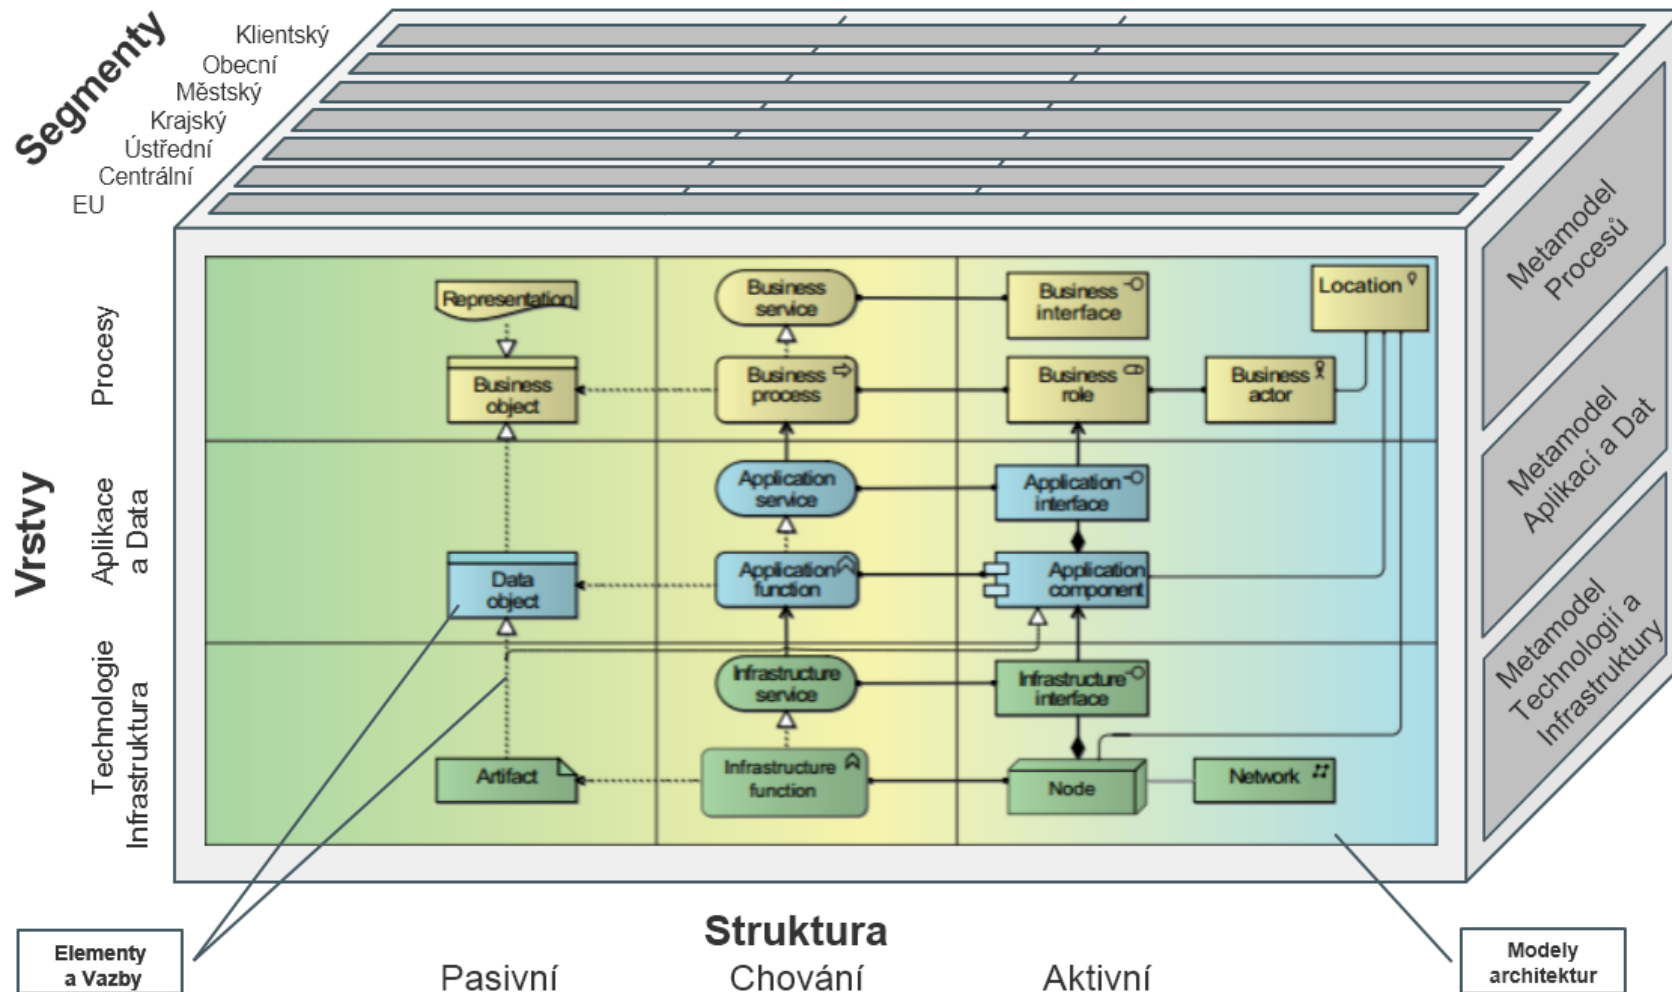 Segmenty
Klientský
Obecní
Městský
Krajský
Ústřední
Centrální
EU
Vrstvy
Procesy
Aplikace
a Data
Technologie
Infrastruktura
Representation
Business
service
Business
interface
Location
Business
object
Business
process
Business
role
Business
actor
Application
service
Application
interface
Data
object
Application
function
Application
component
Infrastructure
service
Infrastructure
interface
Artifact
Infrastructure
function
Node
Network
Metamodel
Procesů
Metamodel
Aplikací a Dat
Metamodel
Technologií a
Infrastruktury
Elementy
a Vazby
Struktura
Pasivní
Chování
Aktivní
Modely
architektur